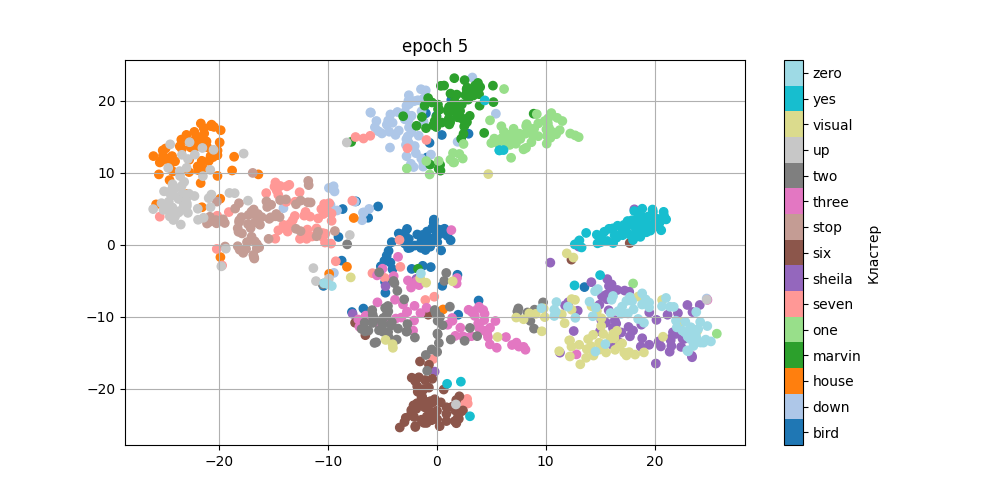 epoch 5
20
10
0
−10
−20
−20
−10
0
10
20
zero
yes
visual
up
two
three
stop
six
sheila
seven
one
marvin
house
down
bird
Кластер